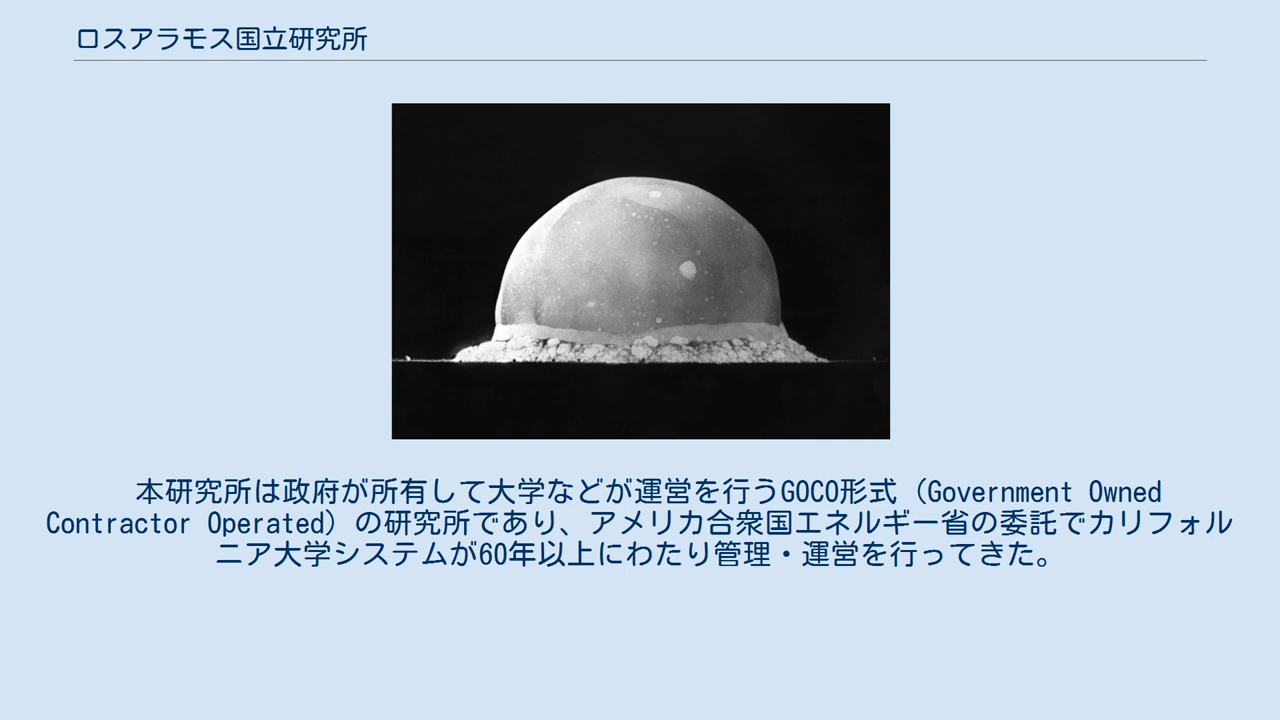 ロスアラモス国立研究所
本研究所は政府が所有して大学などが運営を行うGOCO形式（Government Owned
Contractor Operated）の研究所であり、アメリカ合衆国エネルギー省の委託でカリフォル
ニア大学システムが60年以上にわたり管理・運営を行ってきた。